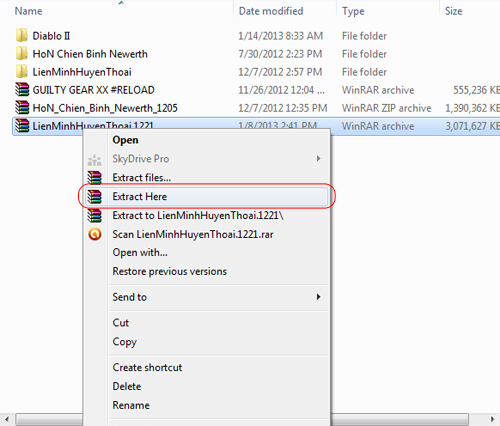 Name Date modified Type Size
Diablo II 1/14/2013 8:33 AM File folder
HoN Chien Binh Newerth 7/30/2012 2:23 PM File folder
LienMinhHuyenThoai 12/7/2012 2:57 PM File folder
GUILTY GEAR XX #RELOAD 11/26/2012 12:04 ... WinRAR archive 555,236 K
HoN_Chien_Binh_Newerth_1205 12/7/2012 12:35 PM WinRAR ZIP archive 1,390,362 K
LienMinhHuyenThoai.1221 1/8/2013 2:41 PM WinRAR archive 3,071,627 K
Open
SkyDrive Pro
Extract files...
Extract Here
Extract to LienMinhHuyenThoai.1221\
Scan LienMinhHuyenThoai.1221.rar
Open with...
Restore previous versions
Send to
Cut
Copy
Create shortcut
Delete
Rename